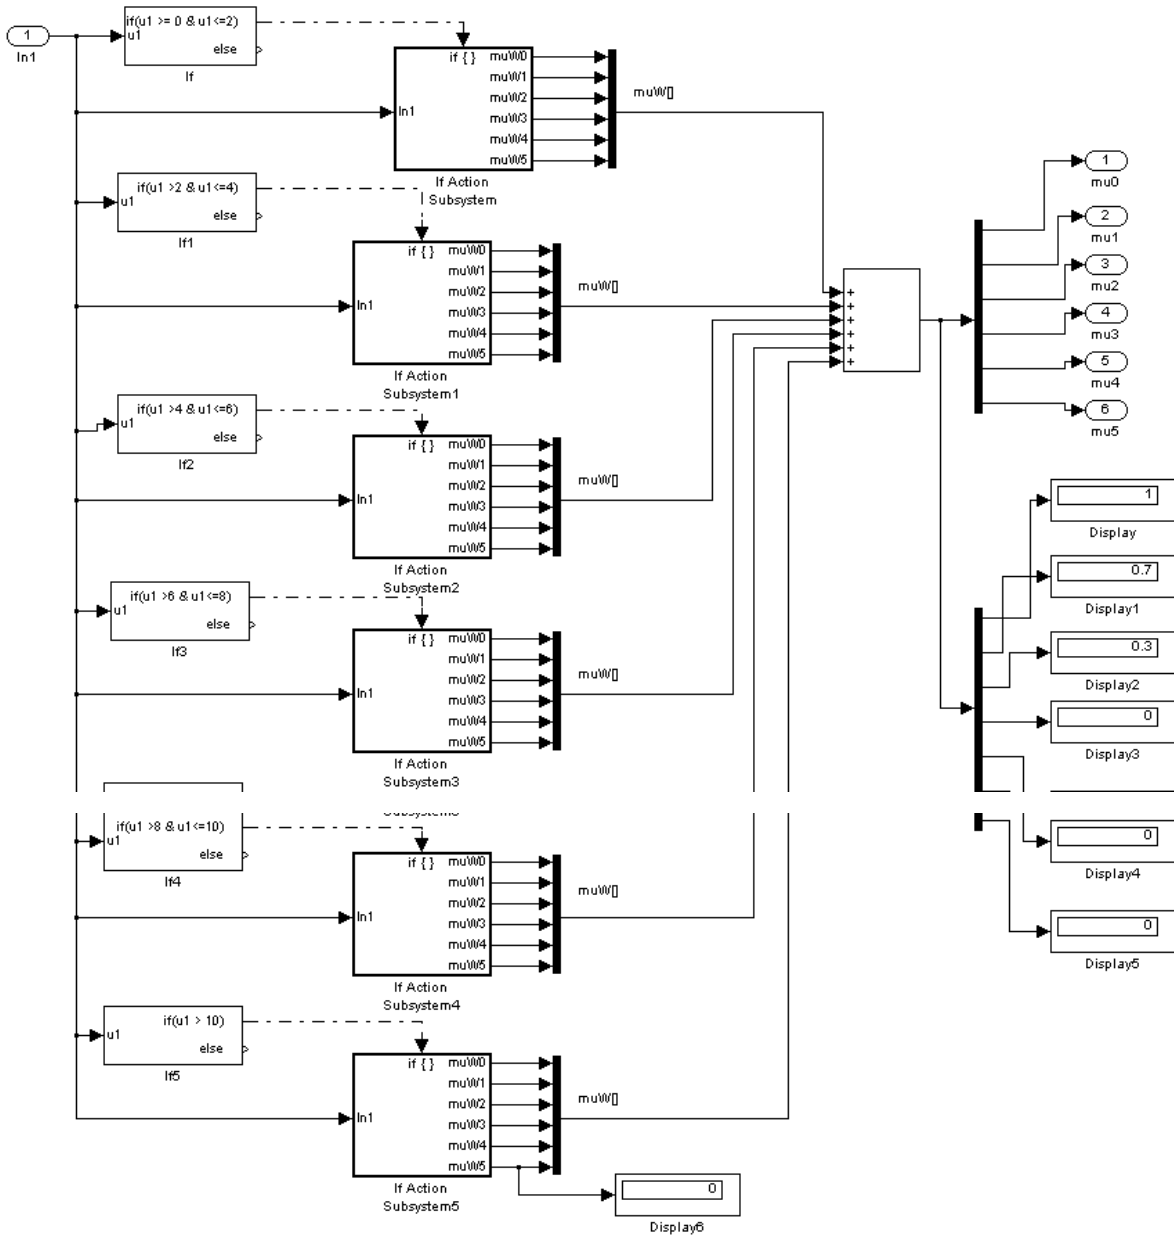 1
In1
if(u1 >= 0 & u1<=2)
u1
else
If
if { }
In1
muW0
muW1
muW2
muW3
muW4
muW5
If Action
Subsystem
muW[]
if(u1 >2 & u1<=4)
u1
else
If1
if { }
In1
muW0
muW1
muW2
muW3
muW4
muW5
If Action
Subsystem1
muW[]
if(u1 >4 & u1<=6)
u1
else
If2
if { }
In1
muW0
muW1
muW2
muW3
muW4
muW5
If Action
Subsystem2
muW[]
if(u1 >6 & u1<=8)
u1
else
If3
if { }
In1
muW0
muW1
muW2
muW3
muW4
muW5
If Action
Subsystem3
muW[]
if(u1 >8 & u1<=10)
u1
else
If4
if { }
In1
muW0
muW1
muW2
muW3
muW4
muW5
If Action
Subsystem4
muW[]
if(u1 > 10)
u1
else
If5
if { }
In1
muW0
muW1
muW2
muW3
muW4
muW5
If Action
Subsystem5
muW[]
0
Display6
+
+
+
+
+
+
1
mu0
2
mu1
3
mu2
4
mu3
5
mu4
6
mu5
1
Display
0.7
Display1
0.3
Display2
0
Display3
0
Display4
0
Display5